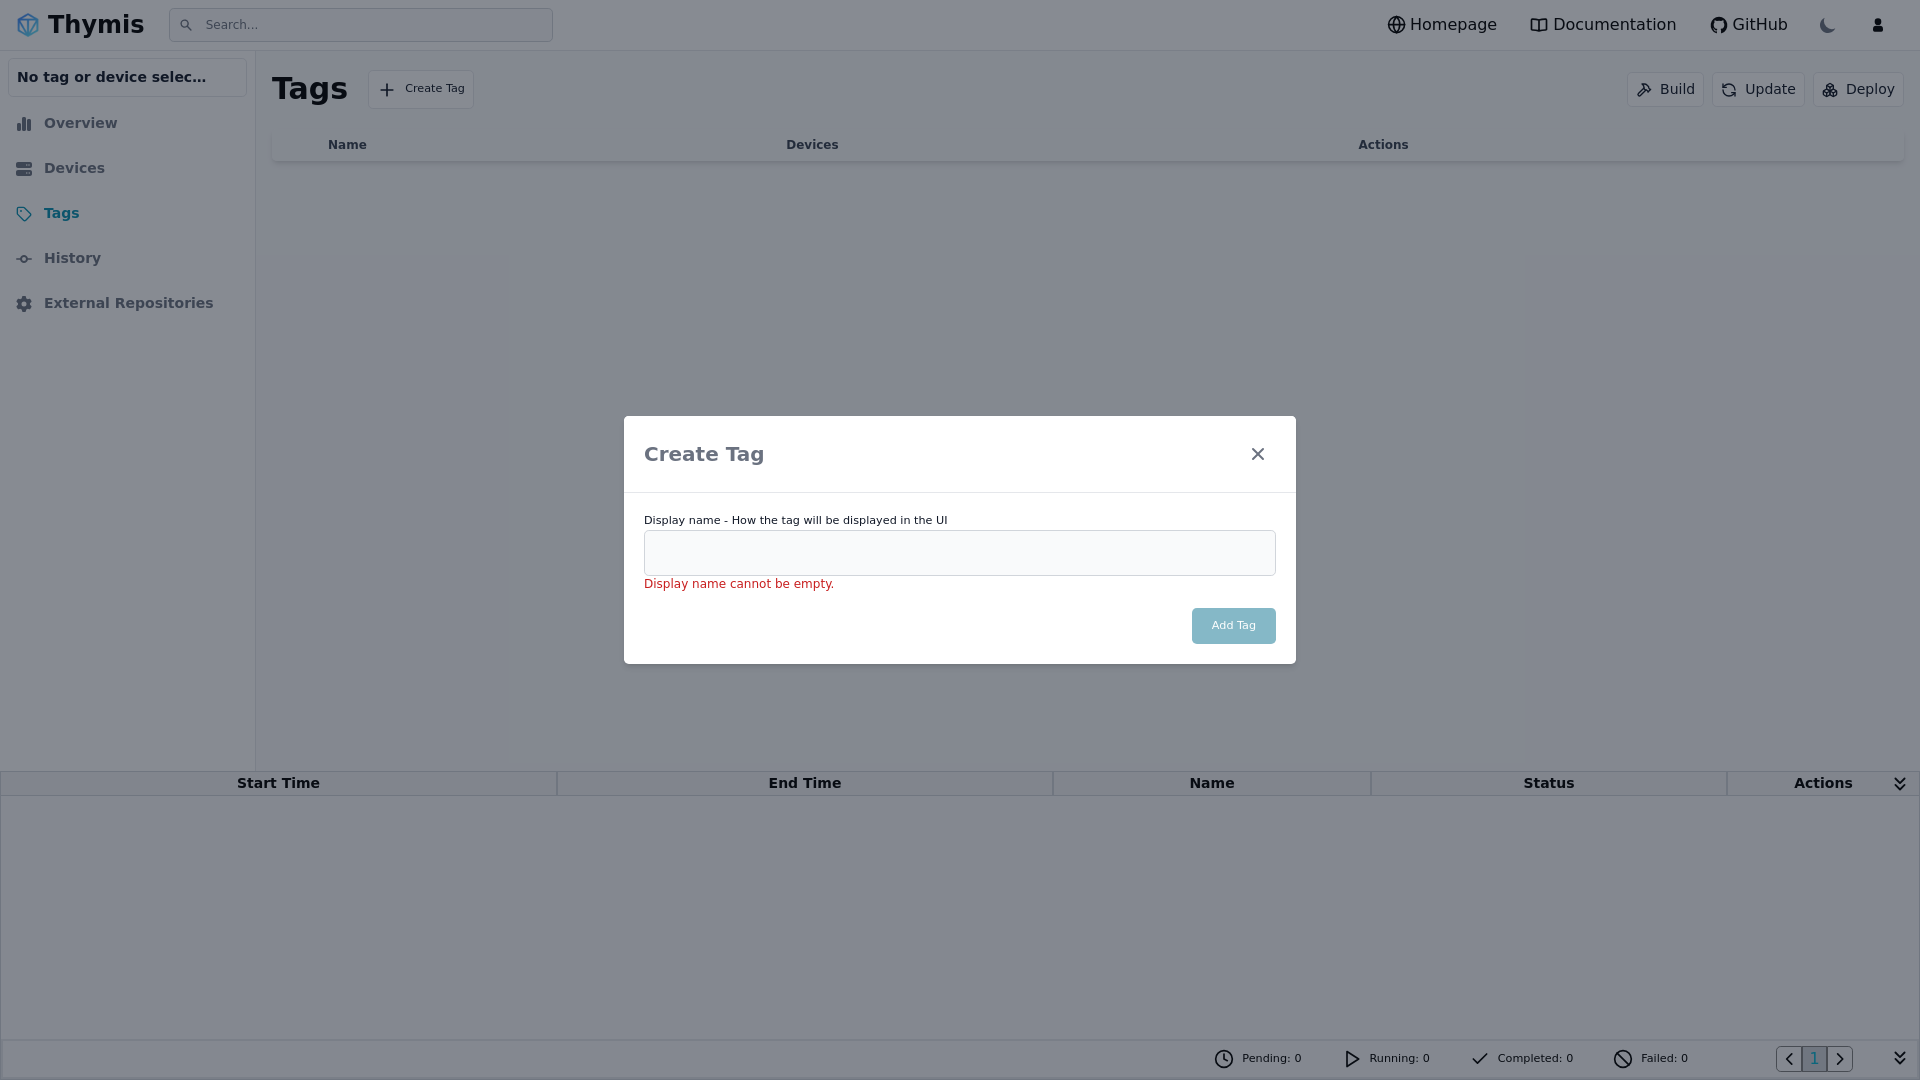 Thymis
Search...
Homepage
Documentation
GitHub
No tag or device selec...
Overview
Devices
Tags
History
External Repositories
Tags
Create Tag
Build
Update
Deploy
Name
Devices
Actions
Create Tag
Display name - How the tag will be displayed in the UI
Display name cannot be empty.
Add Tag
Start Time
End Time
Name
Status
Actions
Pending: 0
Running: 0
Completed: 0
Failed: 0
1